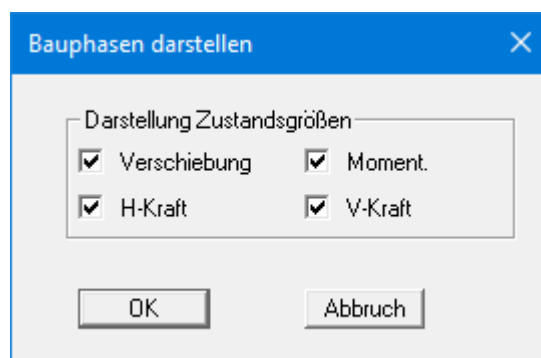 Bauphasen darstellen
Darstellung Zustandsgrößen
Verschiebung Moment.
H-Kraft V-Kraft
OK Abbruch